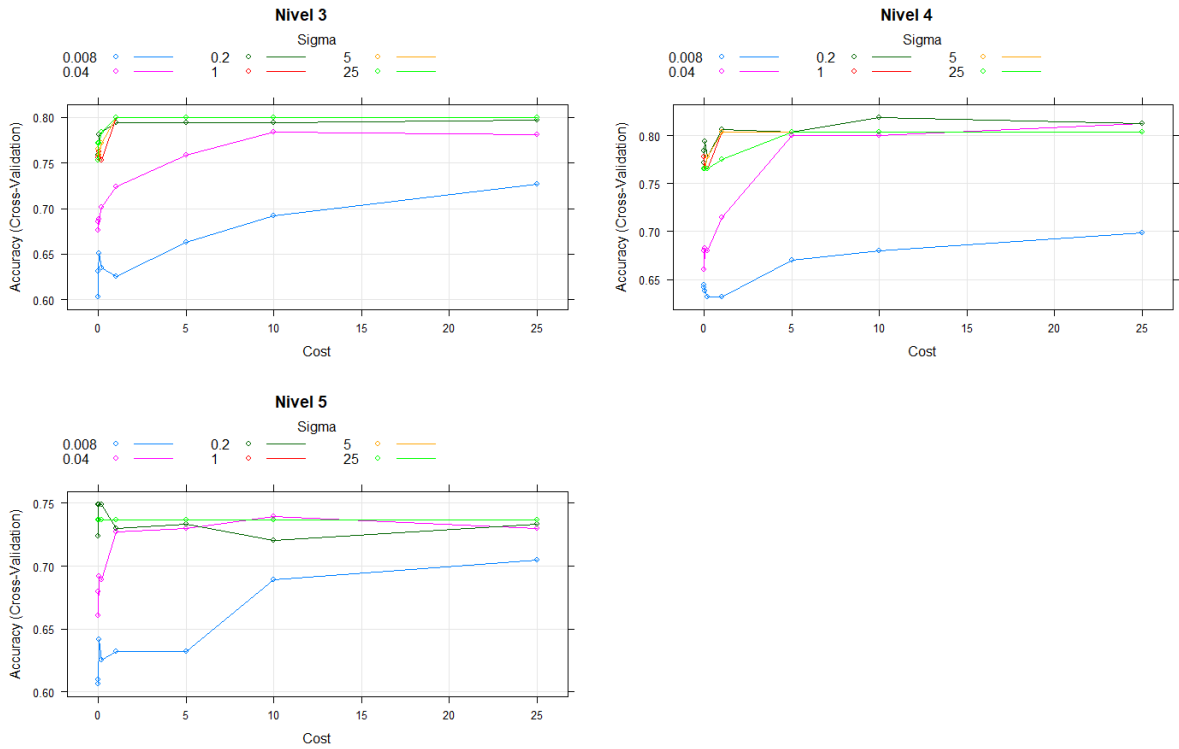 Nivel 3
Sigma
0.008 0.2 5
0.04 1 25
Accuracy (Cross-Validation)
0.80
0.75
0.70
0.65
0.60
0 5 10 15 20 25
Cost
Nivel 4
Sigma
0.008 0.2 5
0.04 1 25
Accuracy (Cross-Validation)
0.80
0.75
0.70
0.65
0 5 10 15 20 25
Cost
Nivel 5
Sigma
0.008 0.2 5
0.04 1 25
Accuracy (Cross-Validation)
0.75
0.70
0.65
0.60
0 5 10 15 20 25
Cost